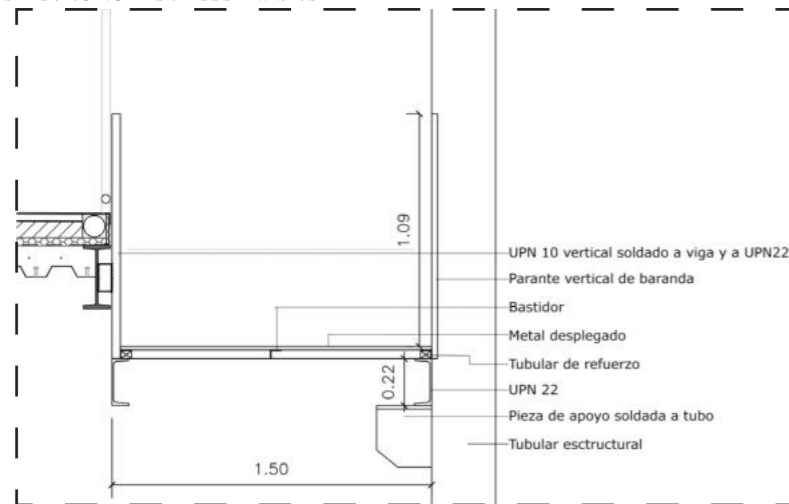 1.09
UPN 10 vertical soldado a viga y a UPN22
Parante vertical de baranda
Bastidor
Metal desplegado
Tubular de refuerzo
0.22
UPN 22
Pieza de apoyo soldada a tubo
Tubular esctructural
1.50